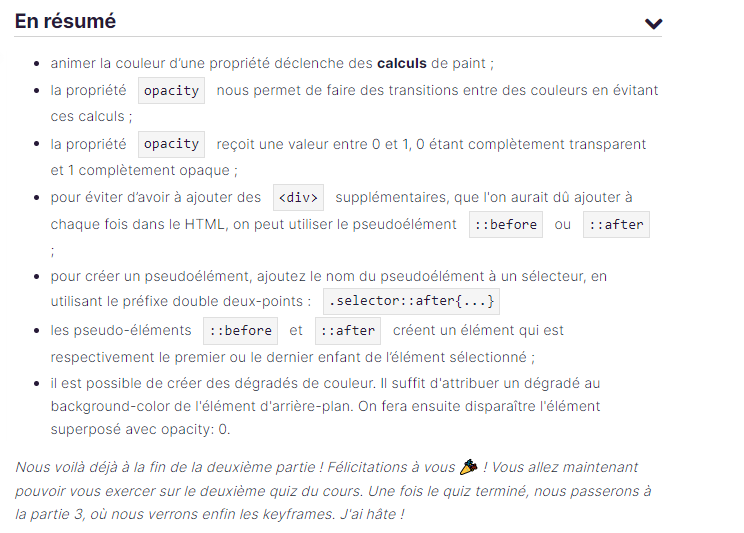 En résumé
animer la couleur d’une propriété déclenche des calculs de paint ;
la propriété opacity nous permet de faire des transitions entre des couleurs en évitant
ces calculs ;
la propriété opacity reçoit une valeur entre 0 et 1, 0 étant complètement transparent
et 1 complètement opaque ;
pour éviter d’avoir à ajouter des <div> supplémentaires, que l'on aurait dû ajouter à
chaque fois dans le HTML, on peut utiliser le pseudoélément ::before ou ::after
;
pour créer un pseudoélément, ajoutez le nom du pseudoélément à un sélecteur, en
utilisant le préfixe double deux-points : .selector::after{...}
les pseudo-éléments ::before et ::after créent un élément qui est
respectivement le premier ou le dernier enfant de l’élément sélectionné ;
il est possible de créer des dégradés de couleur. Il suffit d'attribuer un dégradé au
background-color de l'élément d'arrière-plan. On fera ensuite disparaître l'élément
superposé avec opacity: 0.
Nous voilà déjà à la fin de la deuxième partie ! Félicitations à vous 🎉 ! Vous allez maintenant
pouvoir vous exercer sur le deuxième quiz du cours. Une fois le quiz terminé, nous passerons à
la partie 3, où nous verrons enfin les keyframes. J'ai hâte !